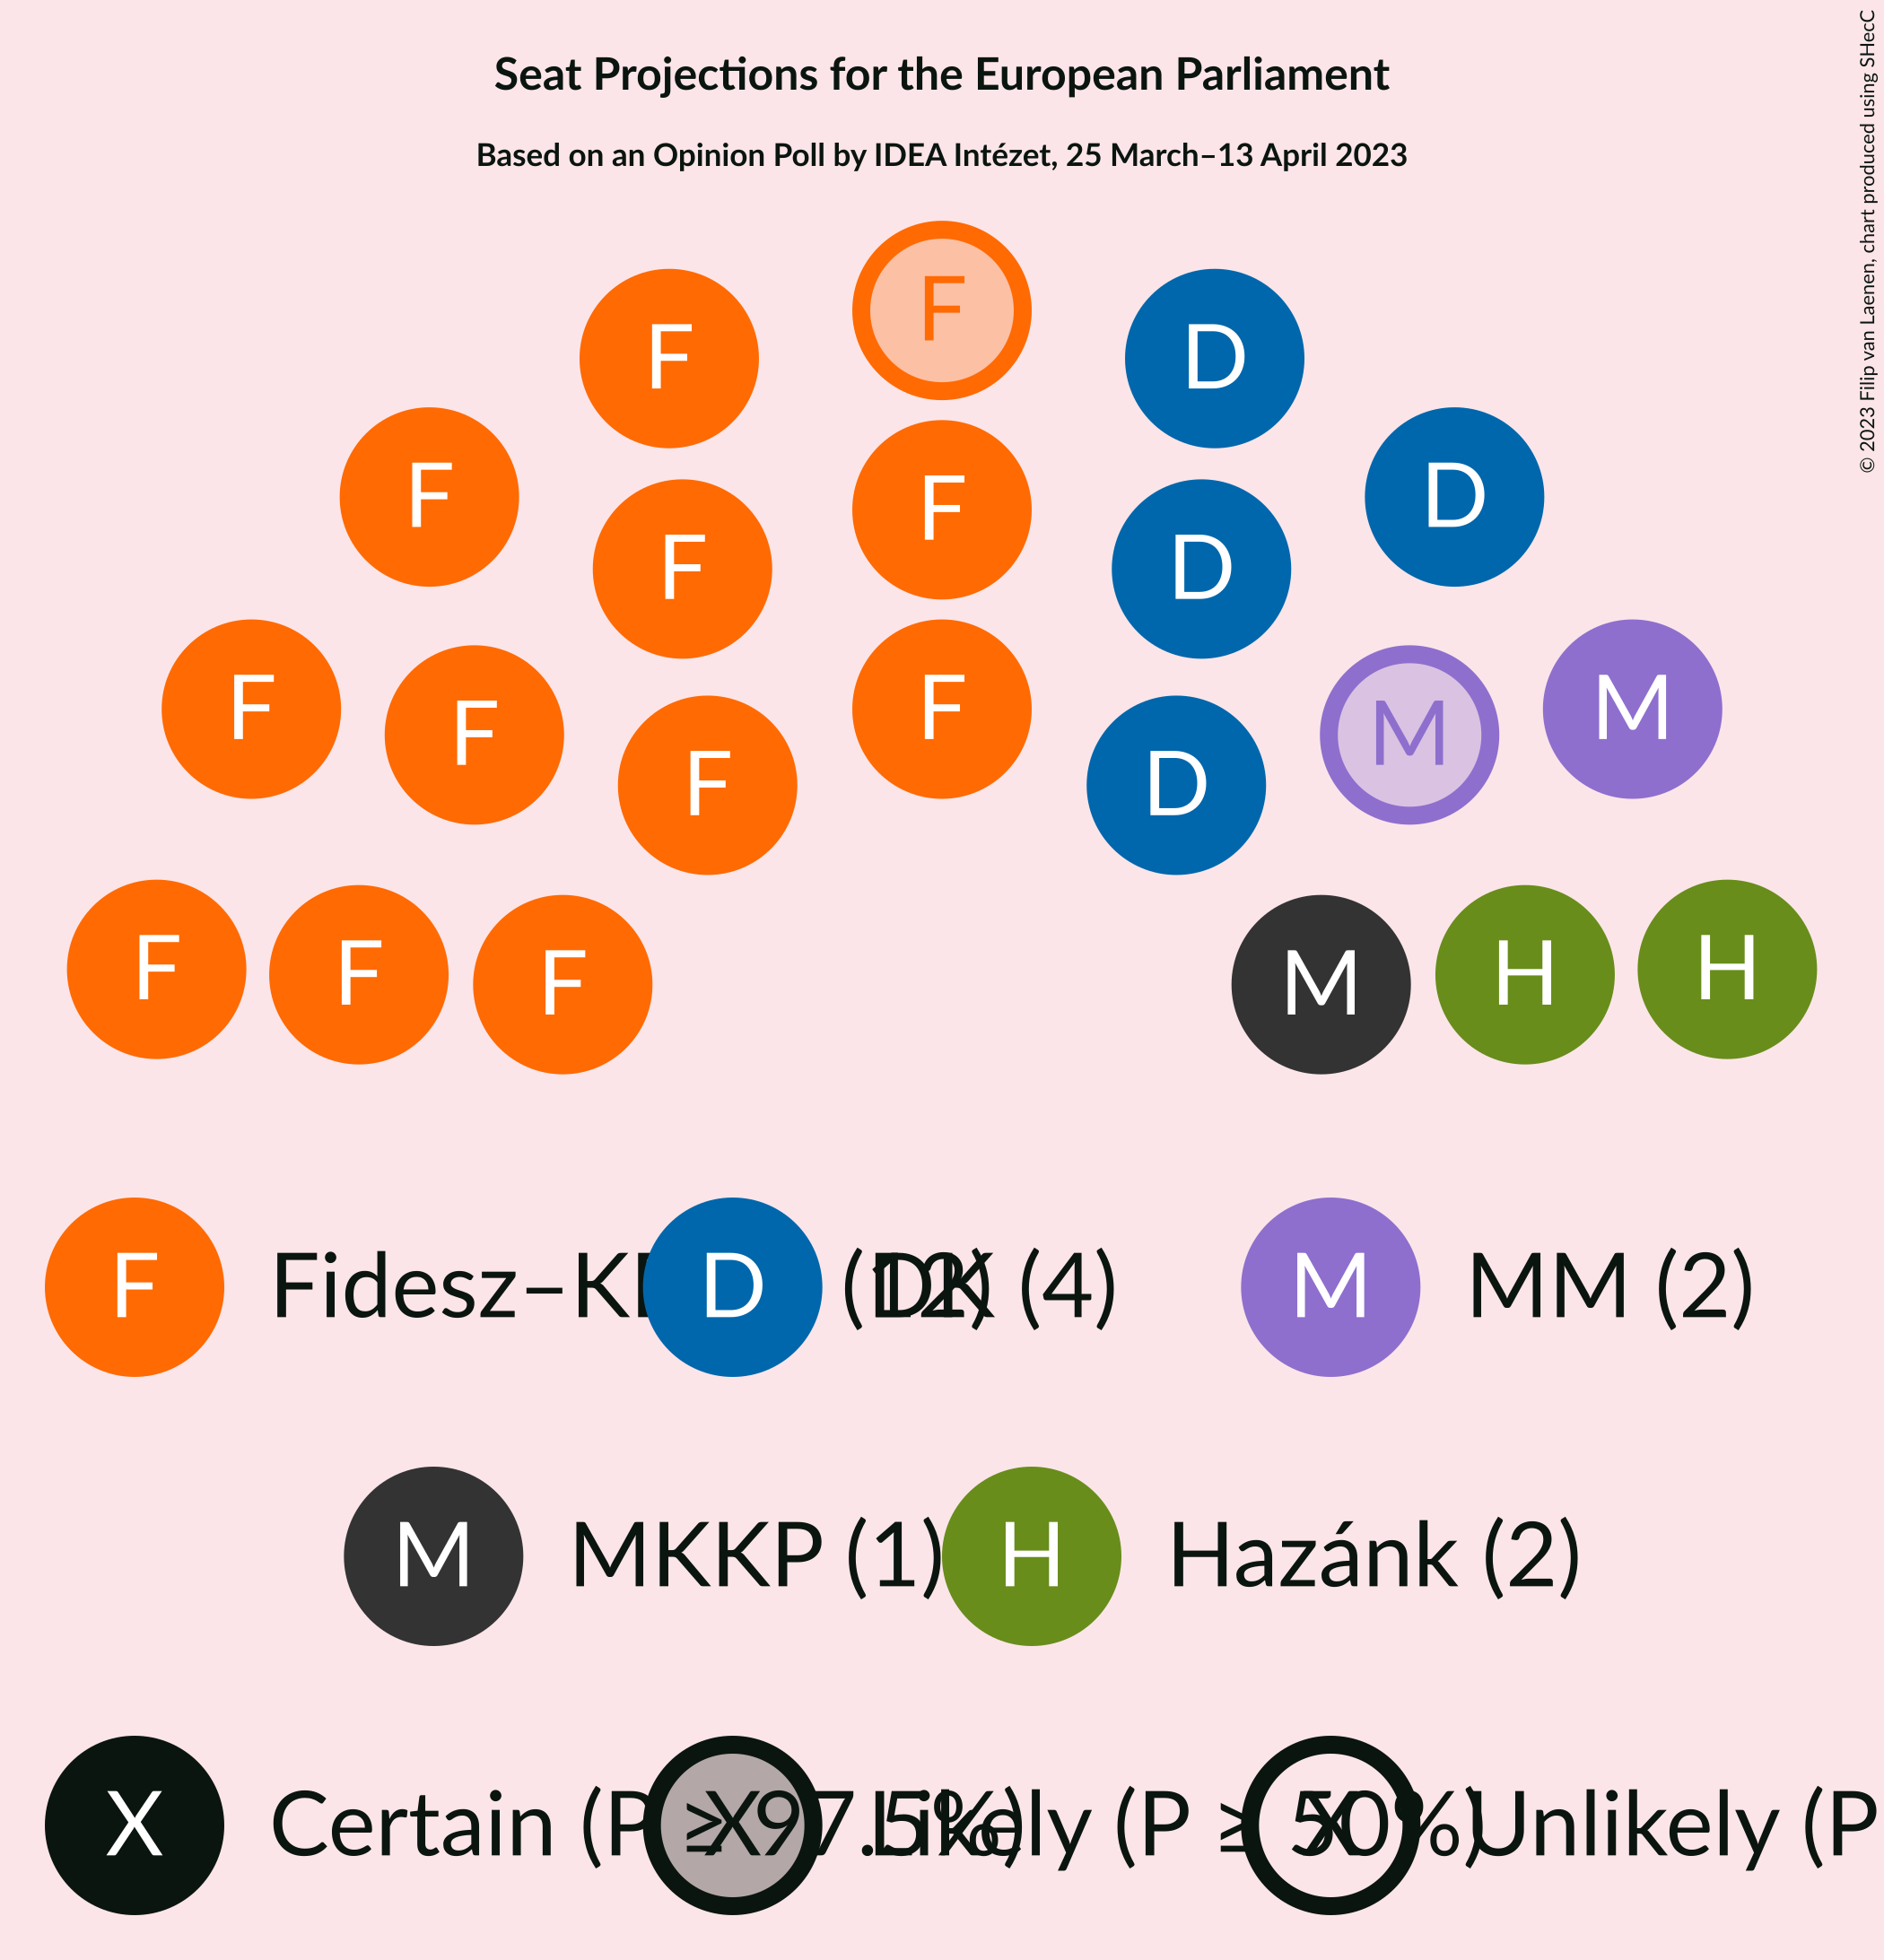 Seat Projections for the European Parliament
Based on an Opinion Poll by IDEA Intézet, 25 March–13 April 2023
© 2023 Filip van Laenen, chart produced using SHecC
F
F D
F D
F
F D
F M
F
F M
F D
F H
F H
F M
F Fidesz–K (12) D DK (4) M MM (2)
M MKKP (1) H Hazánk (2)
X Certain (P ≥ 97.5%) X Likely (P ≥ 50%) X Unlikely (P